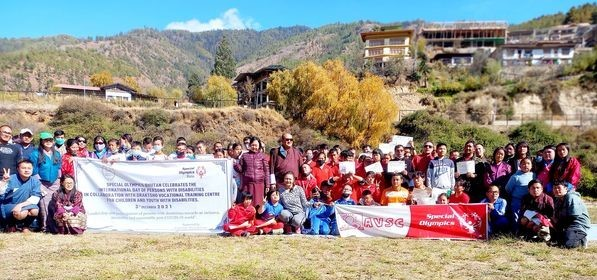 Special
Olympics
Bhutan
SPECIAL OLYMPICS, BHUTAN CELEBRATES THE
INTERNATIONAL DAY OF PERSONS WITH DISABILITIES
IN COLLABORATION WITH DRAKTSHO VOCATIONAL TRAINING CENTRE
FOR CHILDREN AND YOUTH WITH DISABILITIES.
3rd DECEMBER 2021
AVSC
Special
Olympics